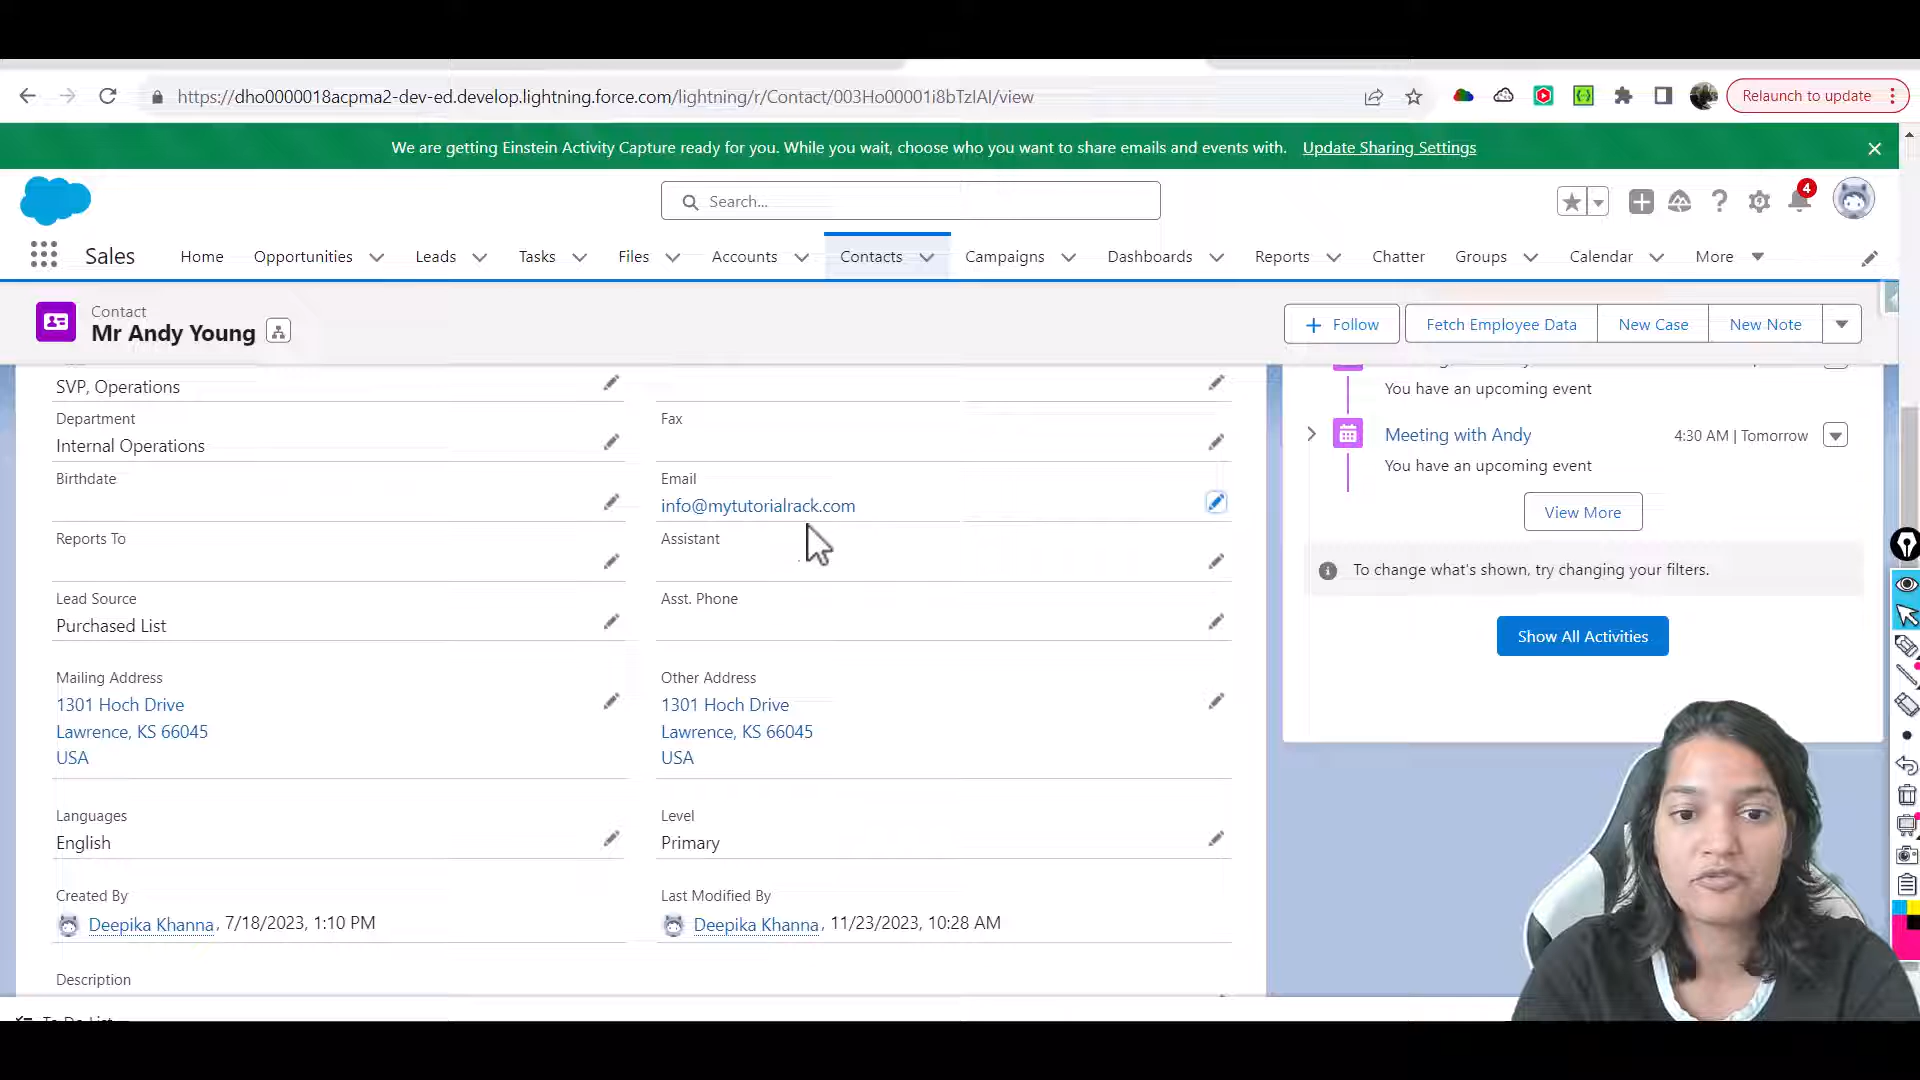 https://dho0000018acpma2-dev-ed.develop.lightning.force.com/lightning/r/Contact/003Ho00001i8bTzIAI/view
Relaunch to update
We are getting Einstein Activity Capture ready for you. While you wait, choose who you want to share emails and events with. Update Sharing Settings
Search...
4
Sales Home Opportunities Leads Tasks Files Accounts Contacts Campaigns Dashboards Reports Chatter Groups Calendar More
Contact
Mr Andy Young
Follow Fetch Employee Data New Case New Note
SVP, Operations
Department
Internal Operations
Fax
Birthdate
Email
info@mytutorialrack.com
Reports To
Assistant
Lead Source
Purchased List
Asst. Phone
Mailing Address
1301 Hoch Drive
Lawrence, KS 66045
USA
Other Address
1301 Hoch Drive
Lawrence, KS 66045
USA
Languages
English
Level
Primary
Created By
Deepika Khanna, 7/18/2023, 1:10 PM
Last Modified By
Deepika Khanna, 11/23/2023, 10:28 AM
Description
You have an upcoming event
Meeting with Andy 4:30 AM | Tomorrow
You have an upcoming event
View More
To change what's shown, try changing your filters.
Show All Activities
To Do List